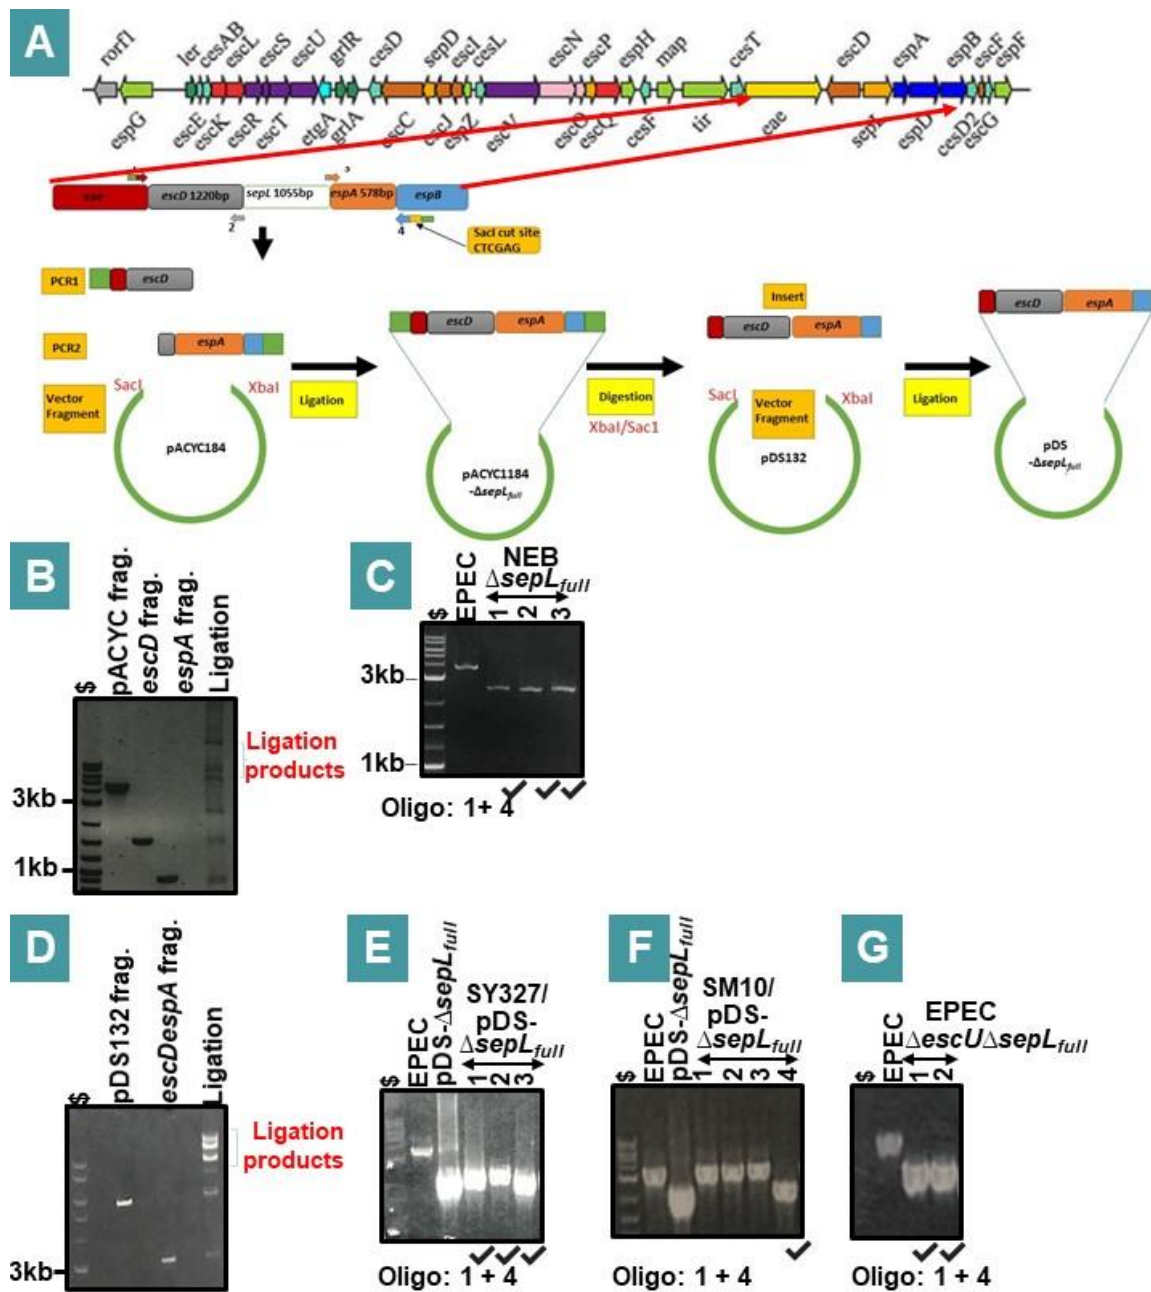 A
rorf1 ler cesAB escL escS escU grlR cesD sepD escI cesL escN escP espH map cesT escD espA espB escF espF
espG escE escK escR escT etgA grlA escC escJ espZ escV escO escQ cesF tir eae sepL espD cesD2 escG
escD 1220bp sepL 1055bp espA 578bp espB
2 4
SacI cut site
CTCGAG
PCR1 escD
Insert
escD espA
escD espA
escD espA
PCR2 espA
SacI XbaI
Vector
Fragment
pACYC184
Ligation
pACYC1184
-ΔsepLfull
Digestion
XbaI/Sac1
SacI XbaI
Vector
Fragment
pDS132
Ligation
pDS
-ΔsepLfull
B
$ pACYC frag. escD frag. espA frag. Ligation
Ligation
products
3kb
1kb
C
NEB
ΔsepLfull
$ EPEC 1 2 3
3kb
1kb
Oligo: 1+ 4
D
$ pDS132 frag. escDespA frag. Ligation
Ligation
products
3kb
E
SY327/
pDS-
ΔsepLfull
$ EPEC pDS-ΔsepLfull 1 2 3
Oligo: 1 + 4
F
SM10/
pDS-
ΔsepLfull
$ EPEC pDS-ΔsepLfull 1 2 3 4
Oligo: 1 + 4
G
EPEC
ΔescUΔsepLfull
$ EPEC 1 2
Oligo: 1 + 4